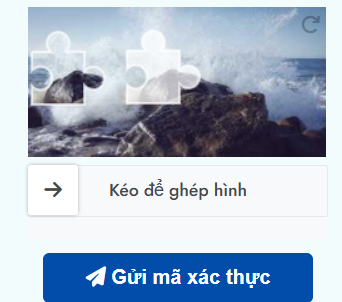 Kéo để ghép hình
Gửi mã xác thực